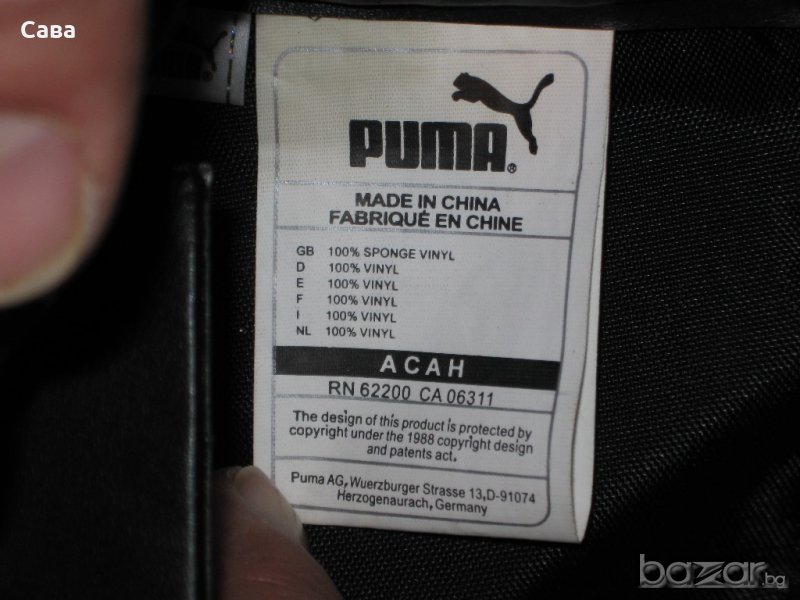 Сава
PUMA®
MADE IN CHINA
FABRIQUÉ EN CHINE
GB 100% SPONGE VINYL
D 100% VINYL
E 100% VINYL
F 100% VINYL
I 100% VINYL
NL 100% VINYL
ACAH
RN 62200 CA 06311
The design of this product is protected by
copyright under the 1988 copyright design
and patents act.
Puma AG, Wuerzburger Strasse 13,D-91074
Herzogenaurach, Germany
bazar.bg